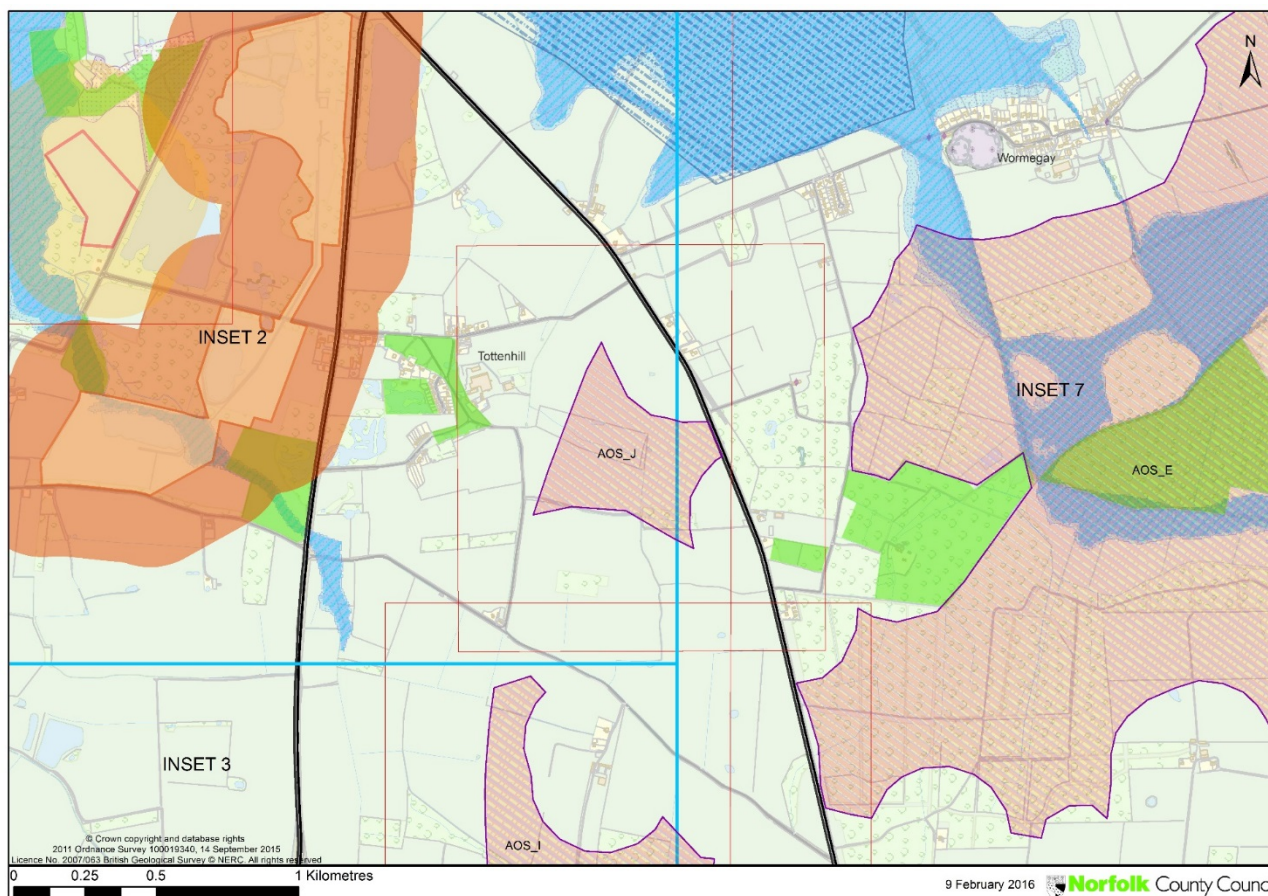 N
Wormegay
INSET 2
Tottenhill
INSET 7
AOS_J
AOS_E
INSET 3
AOS_I
© Crown copyright and database rights
2011 Ordnance Survey 100019340, 14 September 2015
Licence No. 2007/063 British Geological Survey © NERC. All rights reserved
0 0.25 0.5 1 Kilometres
9 February 2016 Norfolk County Counc